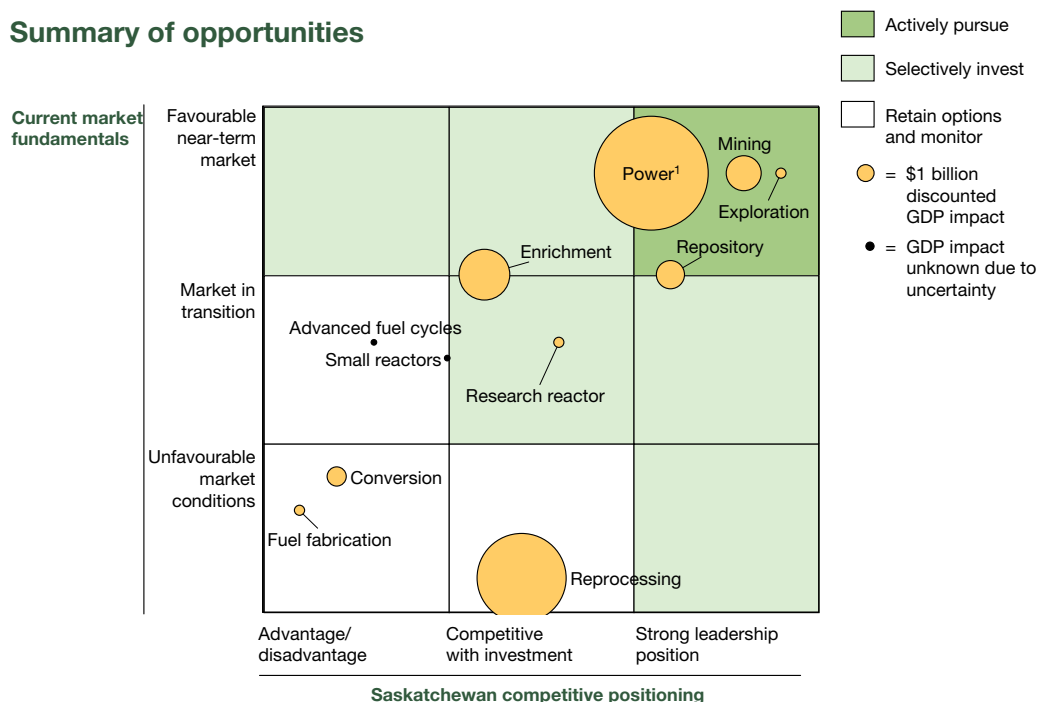 Summary of opportunities
Actively pursue
Selectively invest
Retain options
and monitor
= $1 billion
discounted
GDP impact
= GDP impact
unknown due to
uncertainty
Current market
fundamentals
Favourable
near-term
market
Power1
Mining
Exploration
Enrichment
Repository
Market in
transition
Advanced fuel cycles
Small reactors
Research reactor
Unfavourable
market
conditions
Conversion
Fuel fabrication
Reprocessing
Advantage/
disadvantage
Competitive
with investment
Strong leadership
position
Saskatchewan competitive positioning